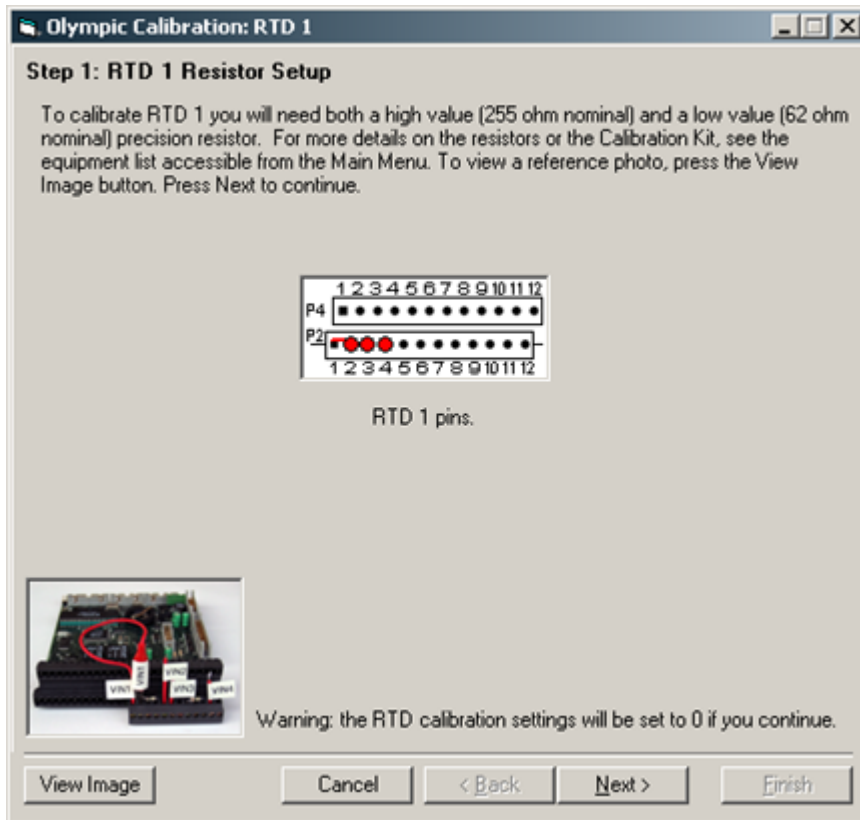 Olympic Calibration: RTD 1
Step 1: RTD 1 Resistor Setup
To calibrate RTD 1 you will need both a high value (255 ohm nominal) and a low value (62 ohm
nominal) precision resistor. For more details on the resistors or the Calibration Kit, see the
equipment list accessible from the Main Menu. To view a reference photo, press the View
Image button. Press Next to continue.
1 2 3 4 5 6 7 8 9 10 11 12
P4
P2
1 2 3 4 5 6 7 8 9 10 11 12
RTD 1 pins.
VIN1 VIN1 VIN2 VIN3 VIN4
Warning: the RTD calibration settings will be set to 0 if you continue.
View Image Cancel < Back Next > Finish